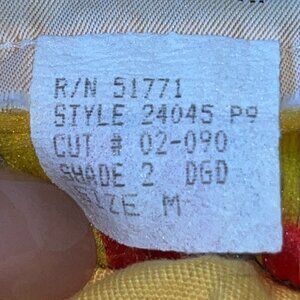 R/N 51771
STYLE 24045 P9
CUT # 02-090
SHADE 2 DGD
SIZE M